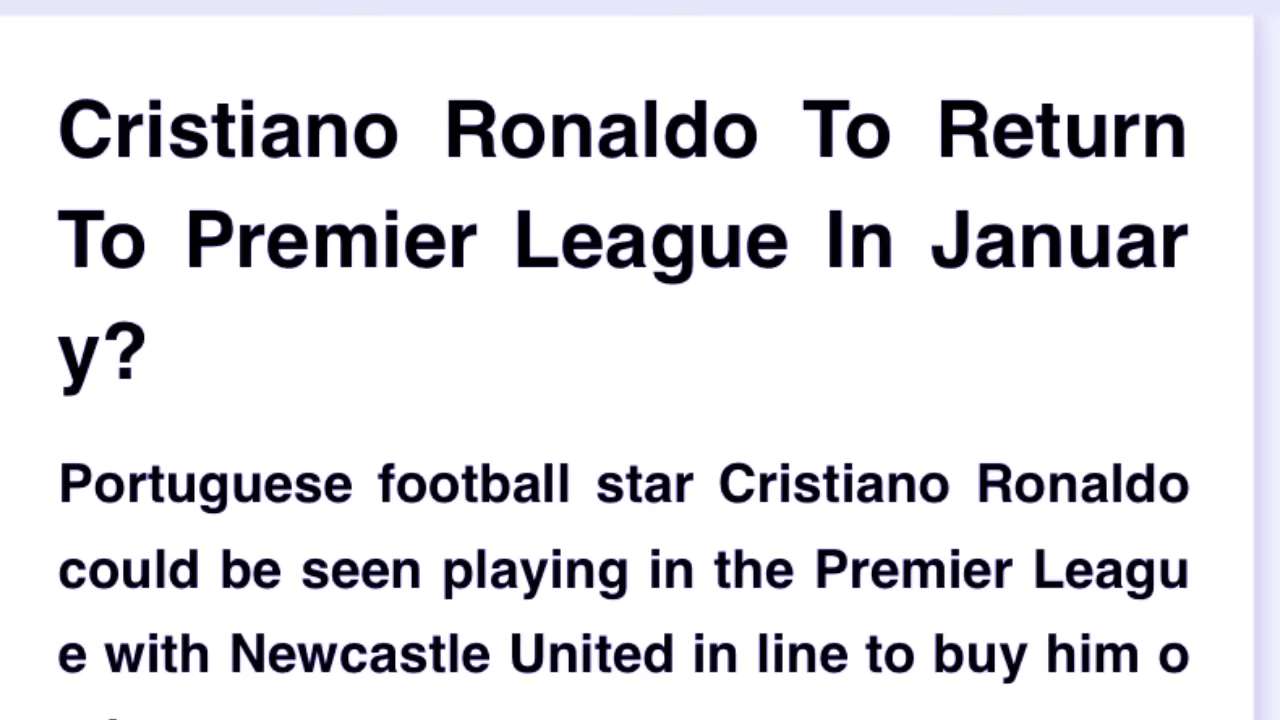 Cristiano Ronaldo To Return
To Premier League In Januar
y?
Portuguese football star Cristiano Ronaldo
could be seen playing in the Premier Leagu
e with Newcastle United in line to buy him o